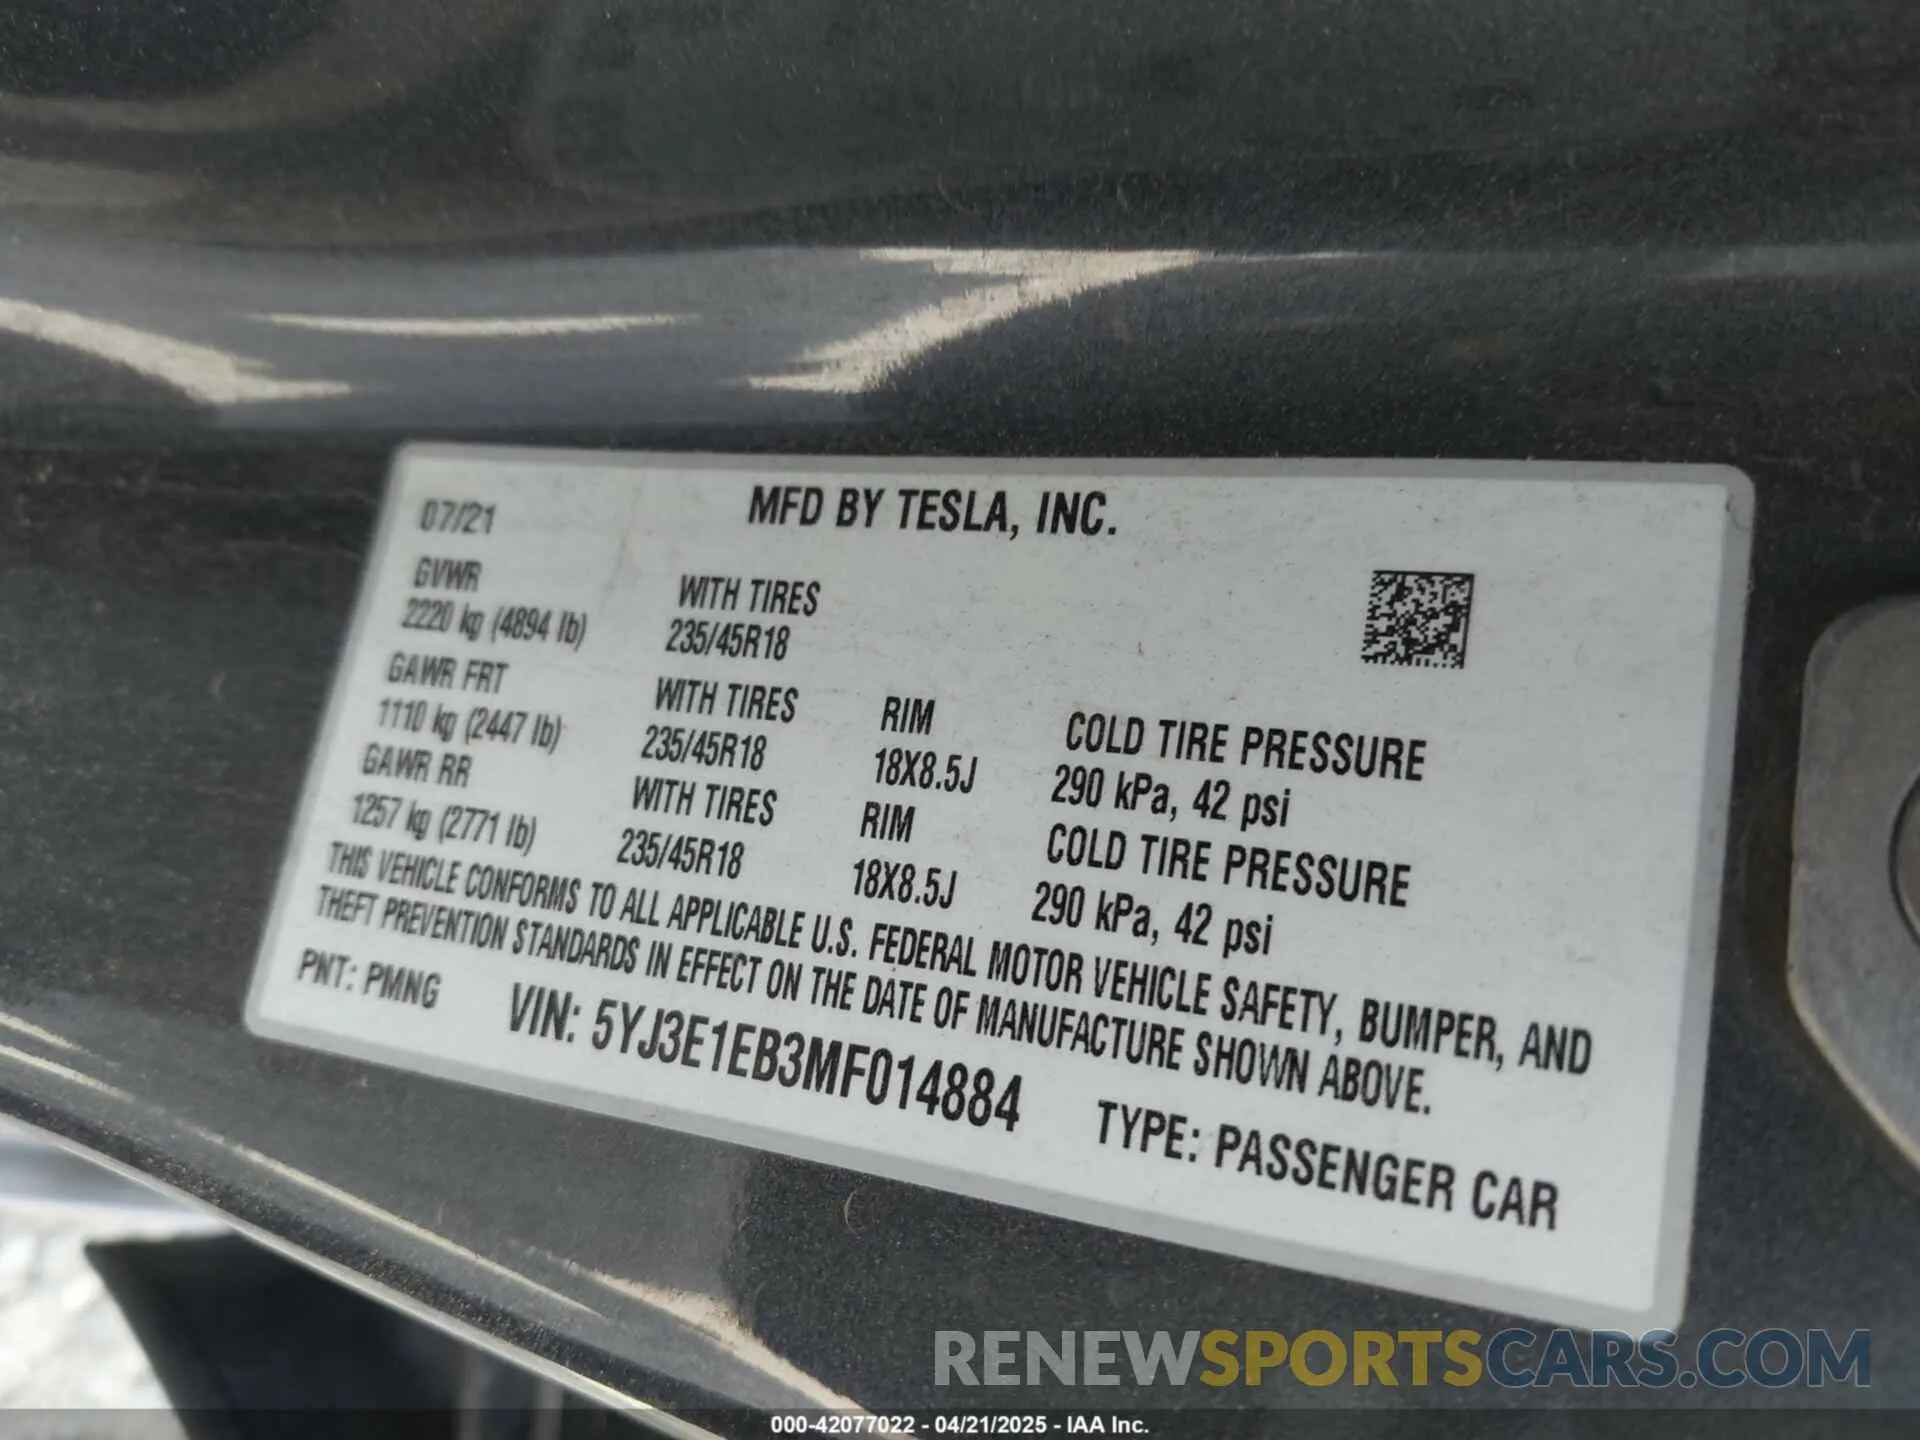 MFD BY TESLA, INC.
07/21
GVWR
2220 kg (4894 lb)
WITH TIRES
235/45R18
GAWR FRT
1110 kg (2447 lb)
WITH TIRES
235/45R18
RIM
18X8.5J
COLD TIRE PRESSURE
290 kPa, 42 psi
GAWR RR
1257 kg (2771 lb)
WITH TIRES
235/45R18
RIM
18X8.5J
COLD TIRE PRESSURE
290 kPa, 42 psi
THIS VEHICLE CONFORMS TO ALL APPLICABLE U.S. FEDERAL MOTOR VEHICLE SAFETY, BUMPER, AND
THEFT PREVENTION STANDARDS IN EFFECT ON THE DATE OF MANUFACTURE SHOWN ABOVE.
PNT: PMNG
VIN: 5YJ3E1EB3MF014884
TYPE: PASSENGER CAR
RENEWSPORTSCARS.COM
000-42077022 - 04/21/2025 - IAA Inc.